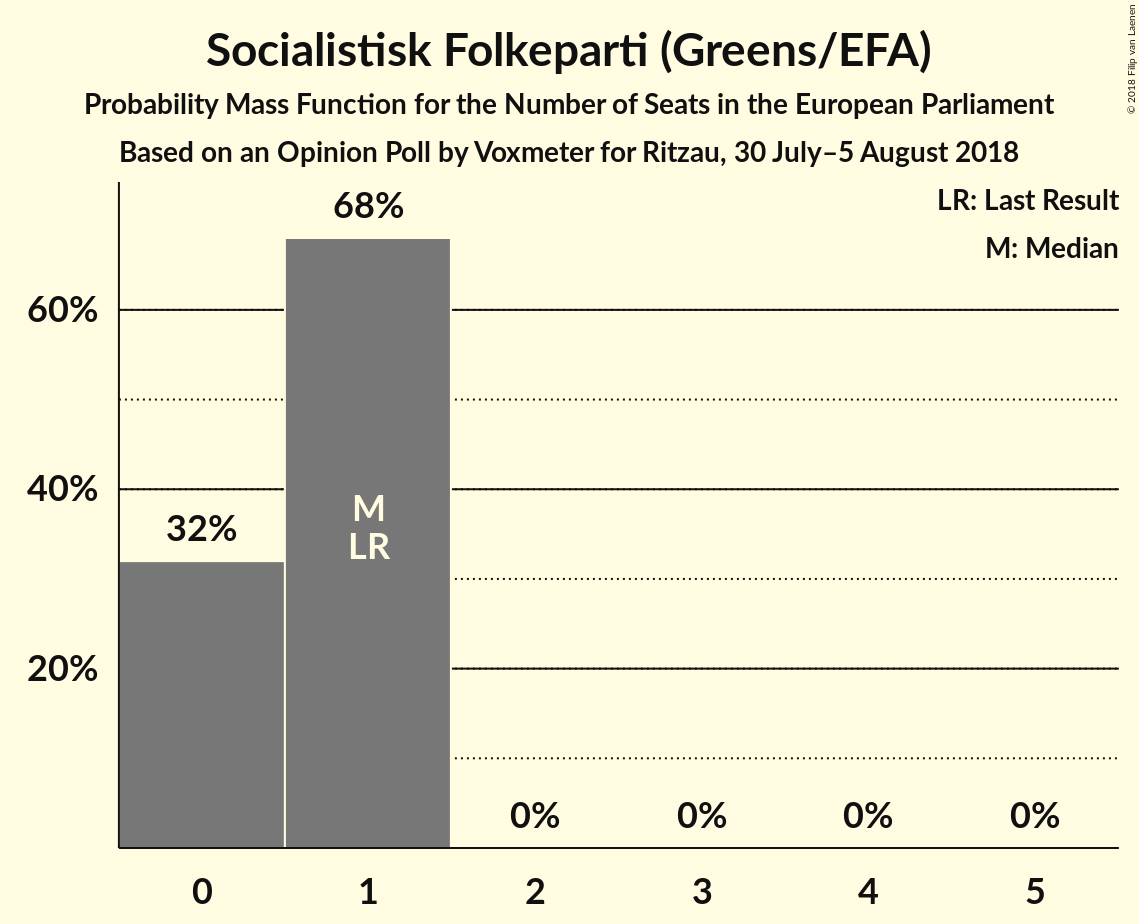 Socialistisk Folkeparti (Greens/EFA)
Probability Mass Function for the Number of Seats in the European Parliament
Based on an Opinion Poll by Voxmeter for Ritzau, 30 July–5 August 2018
© 2018 Filip van Laenen
LR: Last Result
M: Median
68%
60%
40%
32%
M
LR
20%
0% 0% 0% 0%
0 1 2 3 4 5